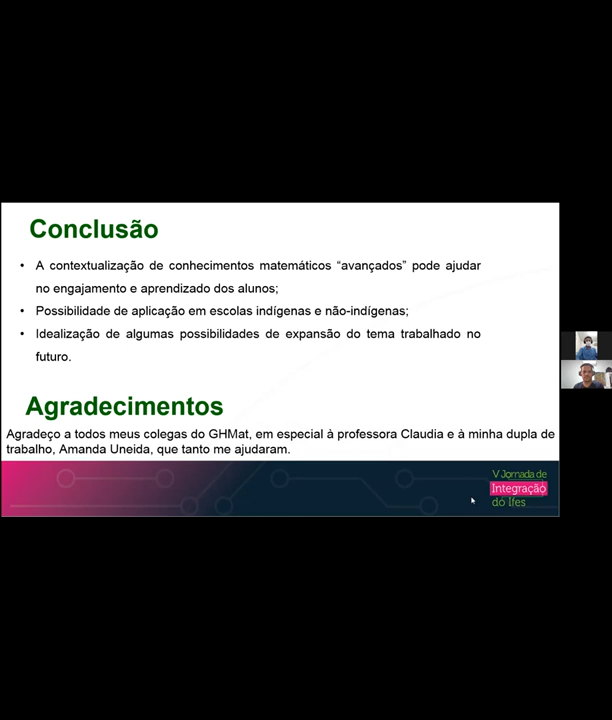 Conclusão
• A contextualização de conhecimentos matemáticos “avançados” pode ajudar
no engajamento e aprendizado dos alunos;
• Possibilidade de aplicação em escolas indígenas e não-indígenas;
• Idealização de algumas possibilidades de expansão do tema trabalhado no
futuro.
Agradecimentos
Agradeço a todos meus colegas do GHMat, em especial à professora Claudia e à minha dupla de
trabalho, Amanda Uneida, que tanto me ajudaram.
V Jornada de
Integração
do Ifes